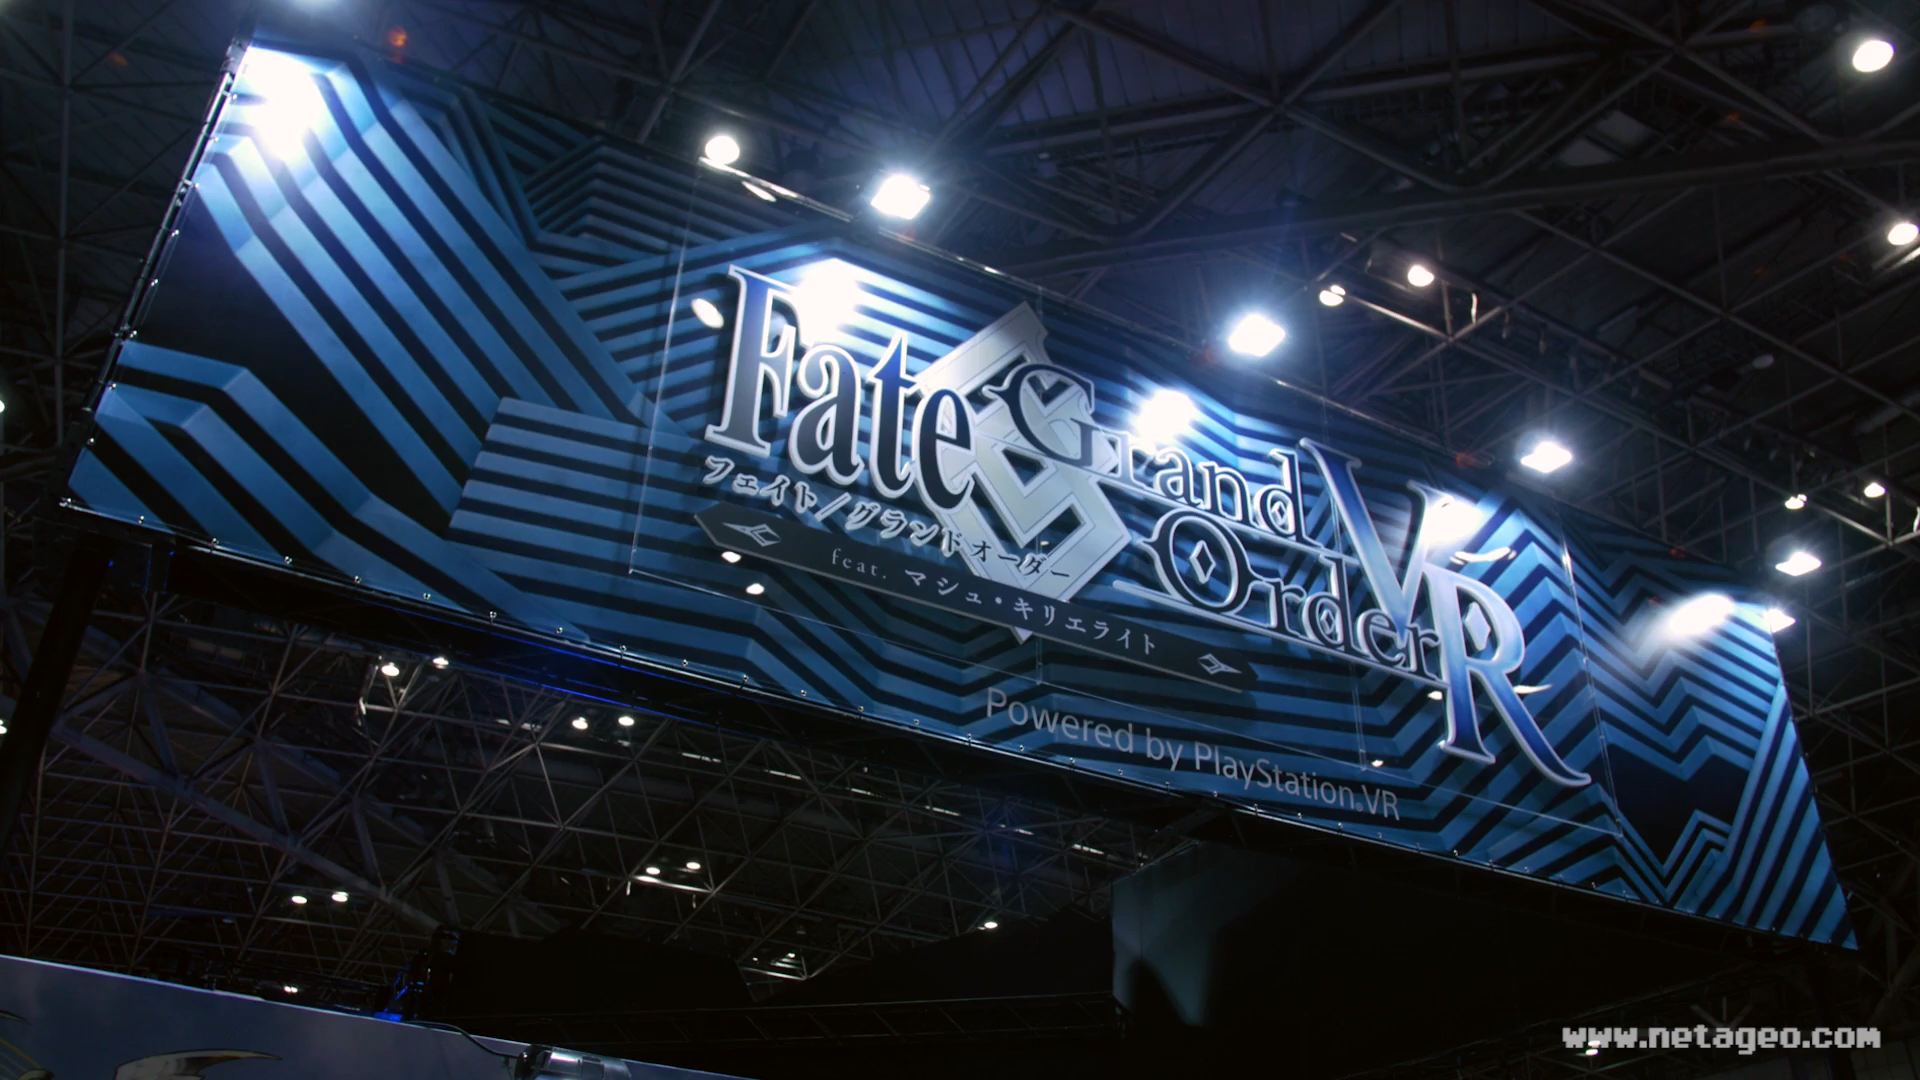 Fate
Grand
Order
VR
フェイト/グランドオーダー
feat. マシュ・キリエライト
Powered by PlayStation.VR
www.netageo.com